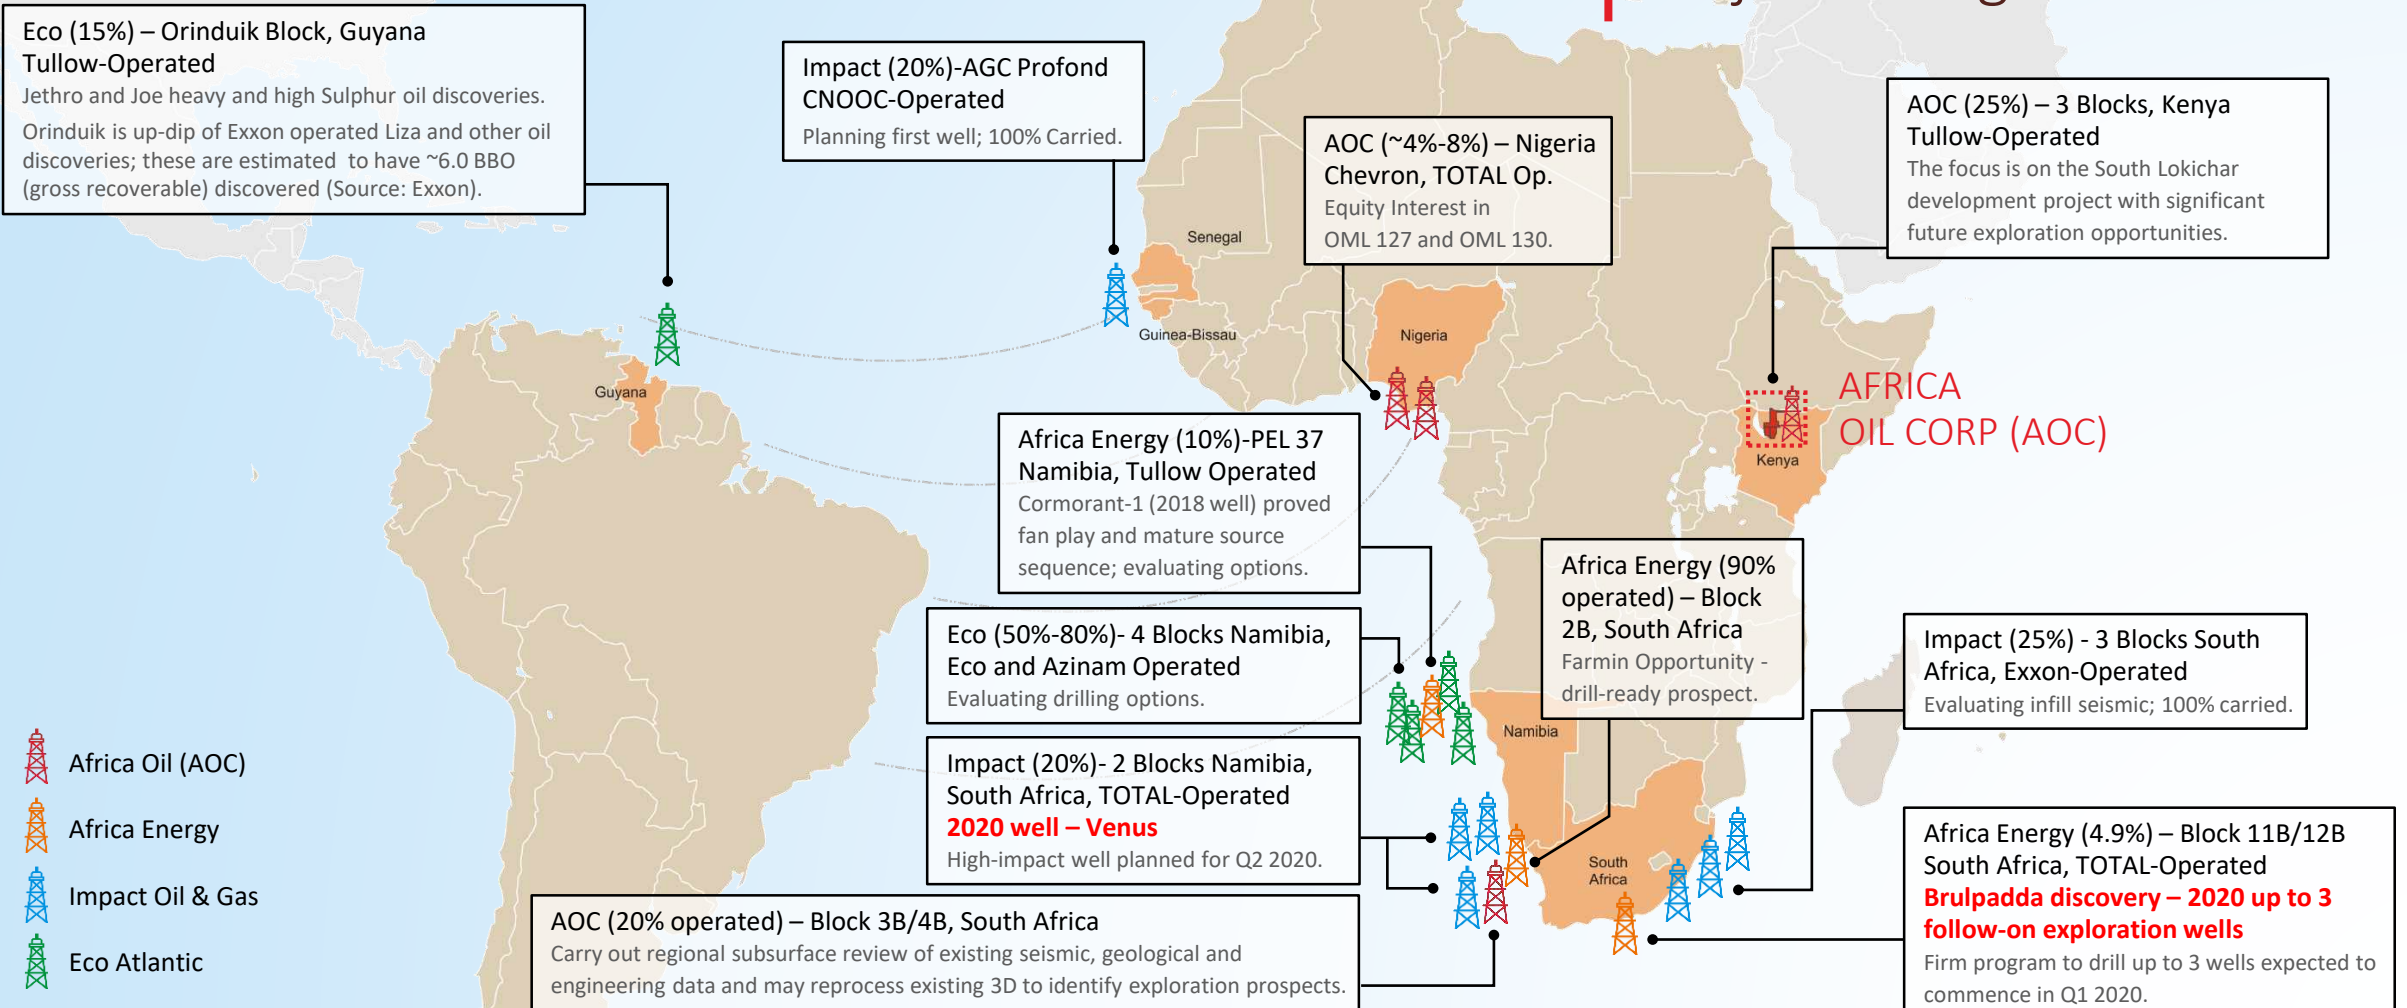 Eco (15%) – Orinduik Block, Guyana
Tullow-Operated
Jethro and Joe heavy and high Sulphur oil discoveries.
Orinduik is up-dip of Exxon operated Liza and other oil
discoveries; these are estimated to have ~6.0 BBO
(gross recoverable) discovered (Source: Exxon).
Impact (20%)-AGC Profond
CNOOC-Operated
Planning first well; 100% Carried.
AOC (~4%-8%) – Nigeria
Chevron, TOTAL Op.
Equity Interest in
OML 127 and OML 130.
AOC (25%) – 3 Blocks, Kenya
Tullow-Operated
The focus is on the South Lokichar
development project with significant
future exploration opportunities.
Senegal
Guinea-Bissau
Nigeria
Guyana
AFRICA
OIL CORP (AOC)
Kenya
Africa Energy (10%)-PEL 37
Namibia, Tullow Operated
Cormorant-1 (2018 well) proved
fan play and mature source
sequence; evaluating options.
Africa Energy (90%
operated) – Block
2B, South Africa
Farmin Opportunity -
drill-ready prospect.
Eco (50%-80%)- 4 Blocks Namibia,
Eco and Azinam Operated
Evaluating drilling options.
Impact (25%) - 3 Blocks South
Africa, Exxon-Operated
Evaluating infill seismic; 100% carried.
Namibia
Impact (20%)- 2 Blocks Namibia,
South Africa, TOTAL-Operated
2020 well – Venus
High-impact well planned for Q2 2020.
South
Africa
Africa Energy (4.9%) – Block 11B/12B
South Africa, TOTAL-Operated
Brulpadda discovery – 2020 up to 3
follow-on exploration wells
Firm program to drill up to 3 wells expected to
commence in Q1 2020.
AOC (20% operated) – Block 3B/4B, South Africa
Carry out regional subsurface review of existing seismic, geological and
engineering data and may reprocess existing 3D to identify exploration prospects.
Africa Oil (AOC)
Africa Energy
Impact Oil & Gas
Eco Atlantic